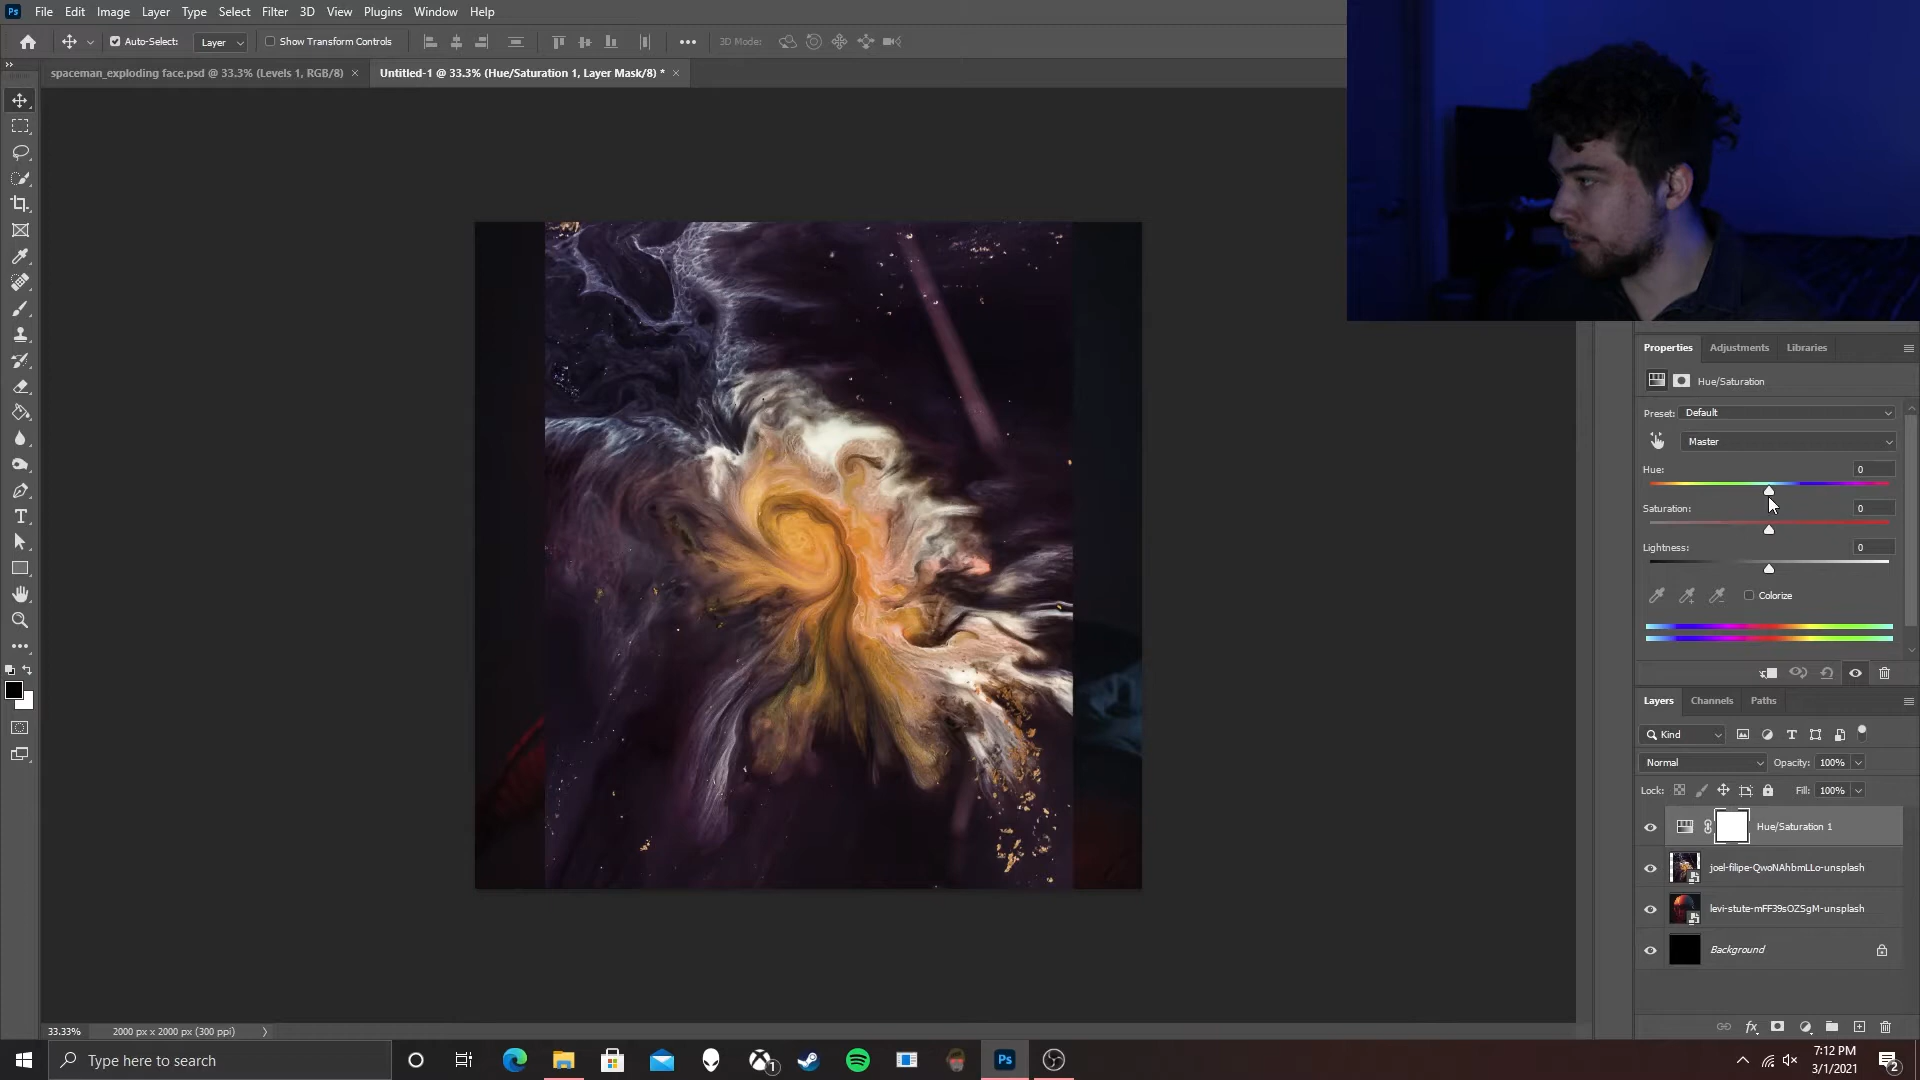 Ps File Edit Image Layer Type Select Filter 3D View Plugins Window Help
Auto-Select: Layer Show Transform Controls 3D Mode:
spaceman_exploding face.psd @ 33.3% (Levels 1, RGB/8) × Untitled-1 @ 33.3% (Hue/Saturation 1, Layer Mask/8) * ×
Properties Adjustments Libraries
Hue/Saturation
Preset: Default
Master
Hue: 0
Saturation: 0
Lightness: 0
Colorize
Layers Channels Paths
Kind
Normal Opacity: 100%
Lock: Fill: 100%
Hue/Saturation 1
joel-filipe-QwoNAhbmLLo-unsplash
levi-stute-mFF39sOZSgM-unsplash
Background
33.33% 2000 px x 2000 px (300 ppi)
Type here to search 1 Ps 7:12 PM 2
3/1/2021